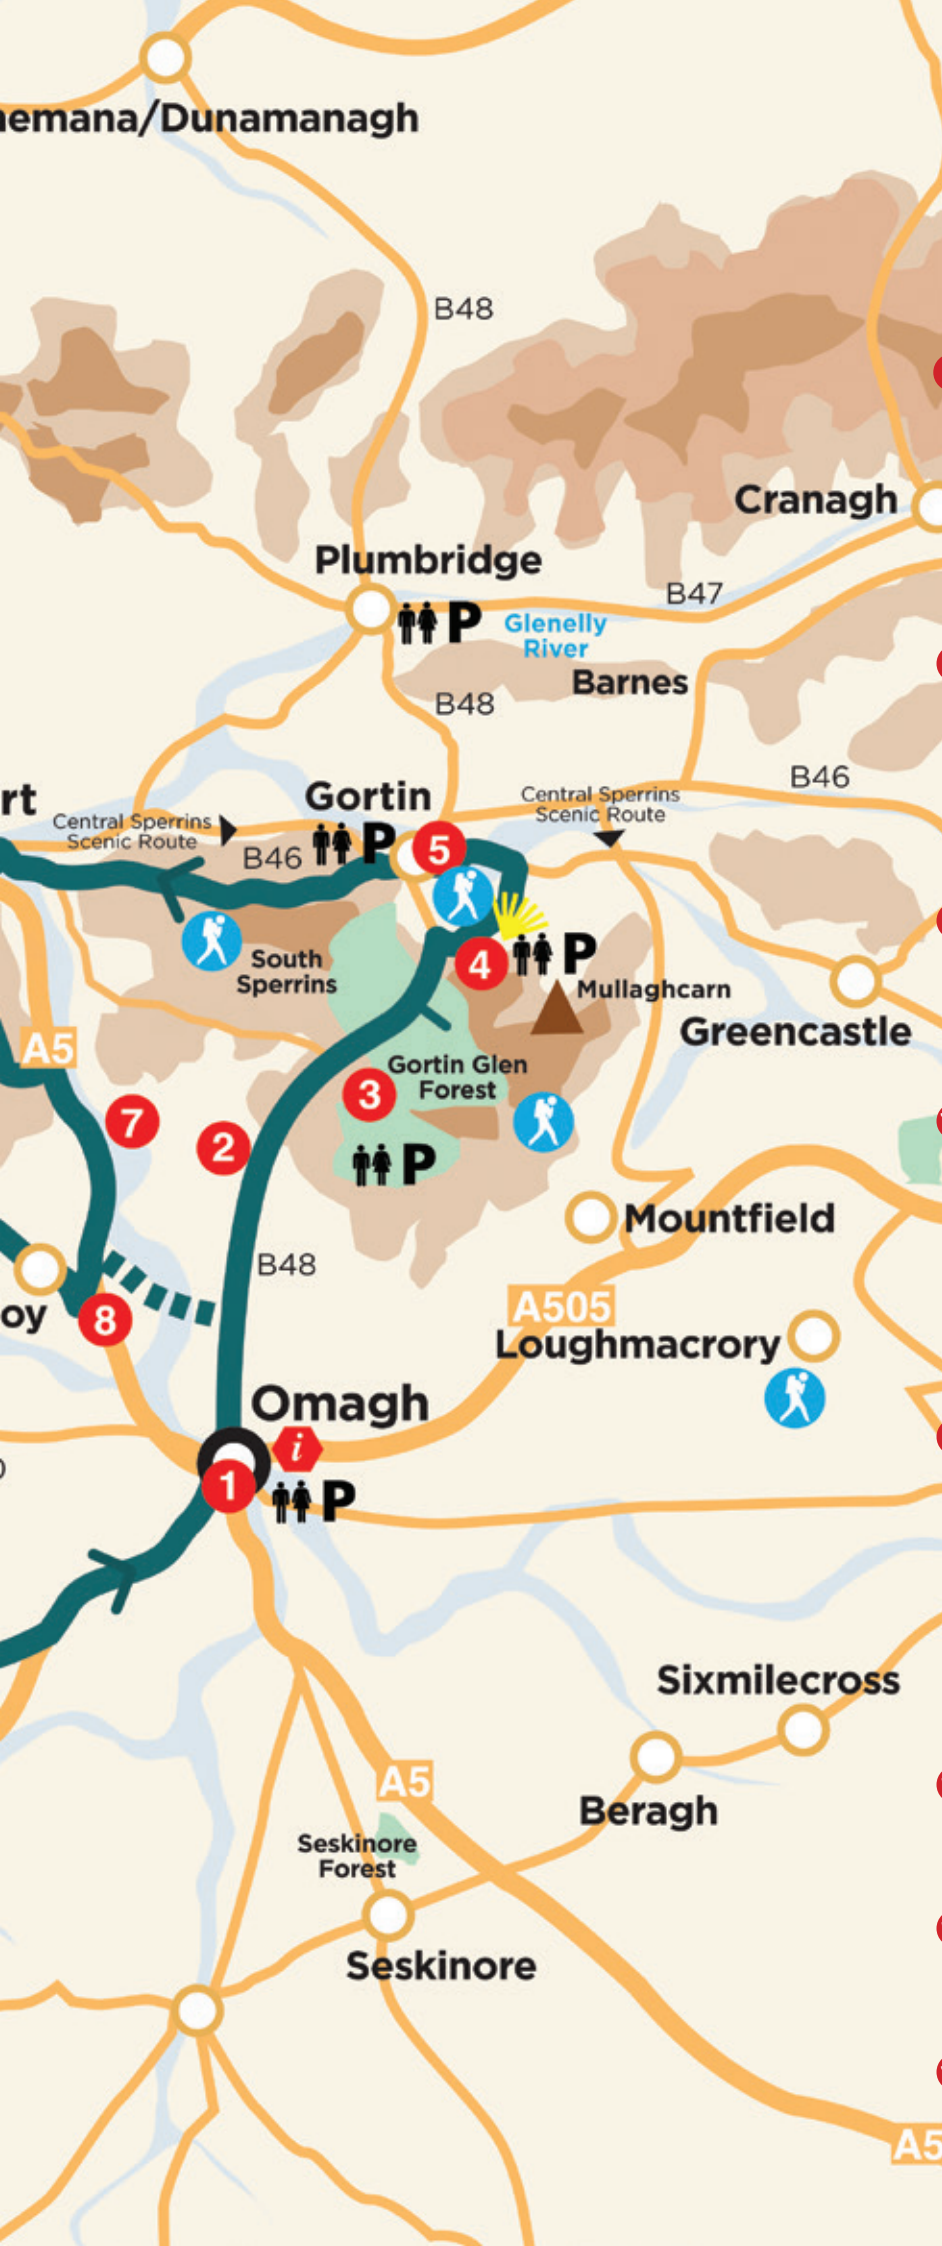 nemana/Dunamanagh
B48
Cranagh
Plumbridge
P
B47
Glenelly
River
Barnes
B48
B46
rt
Gortin
Central Sperrins
Scenic Route
Central Sperrins
Scenic Route
P
5
B46
South
Sperrins
4
P
Mullaghcarn
Greencastle
A5
Gortin Glen
Forest
3
7
2
P
Mountfield
B48
A505
oy
8
Loughmacrory
Omagh
i
1
P
Sixmilecross
A5
Beragh
Seskinore
Forest
Seskinore
A5